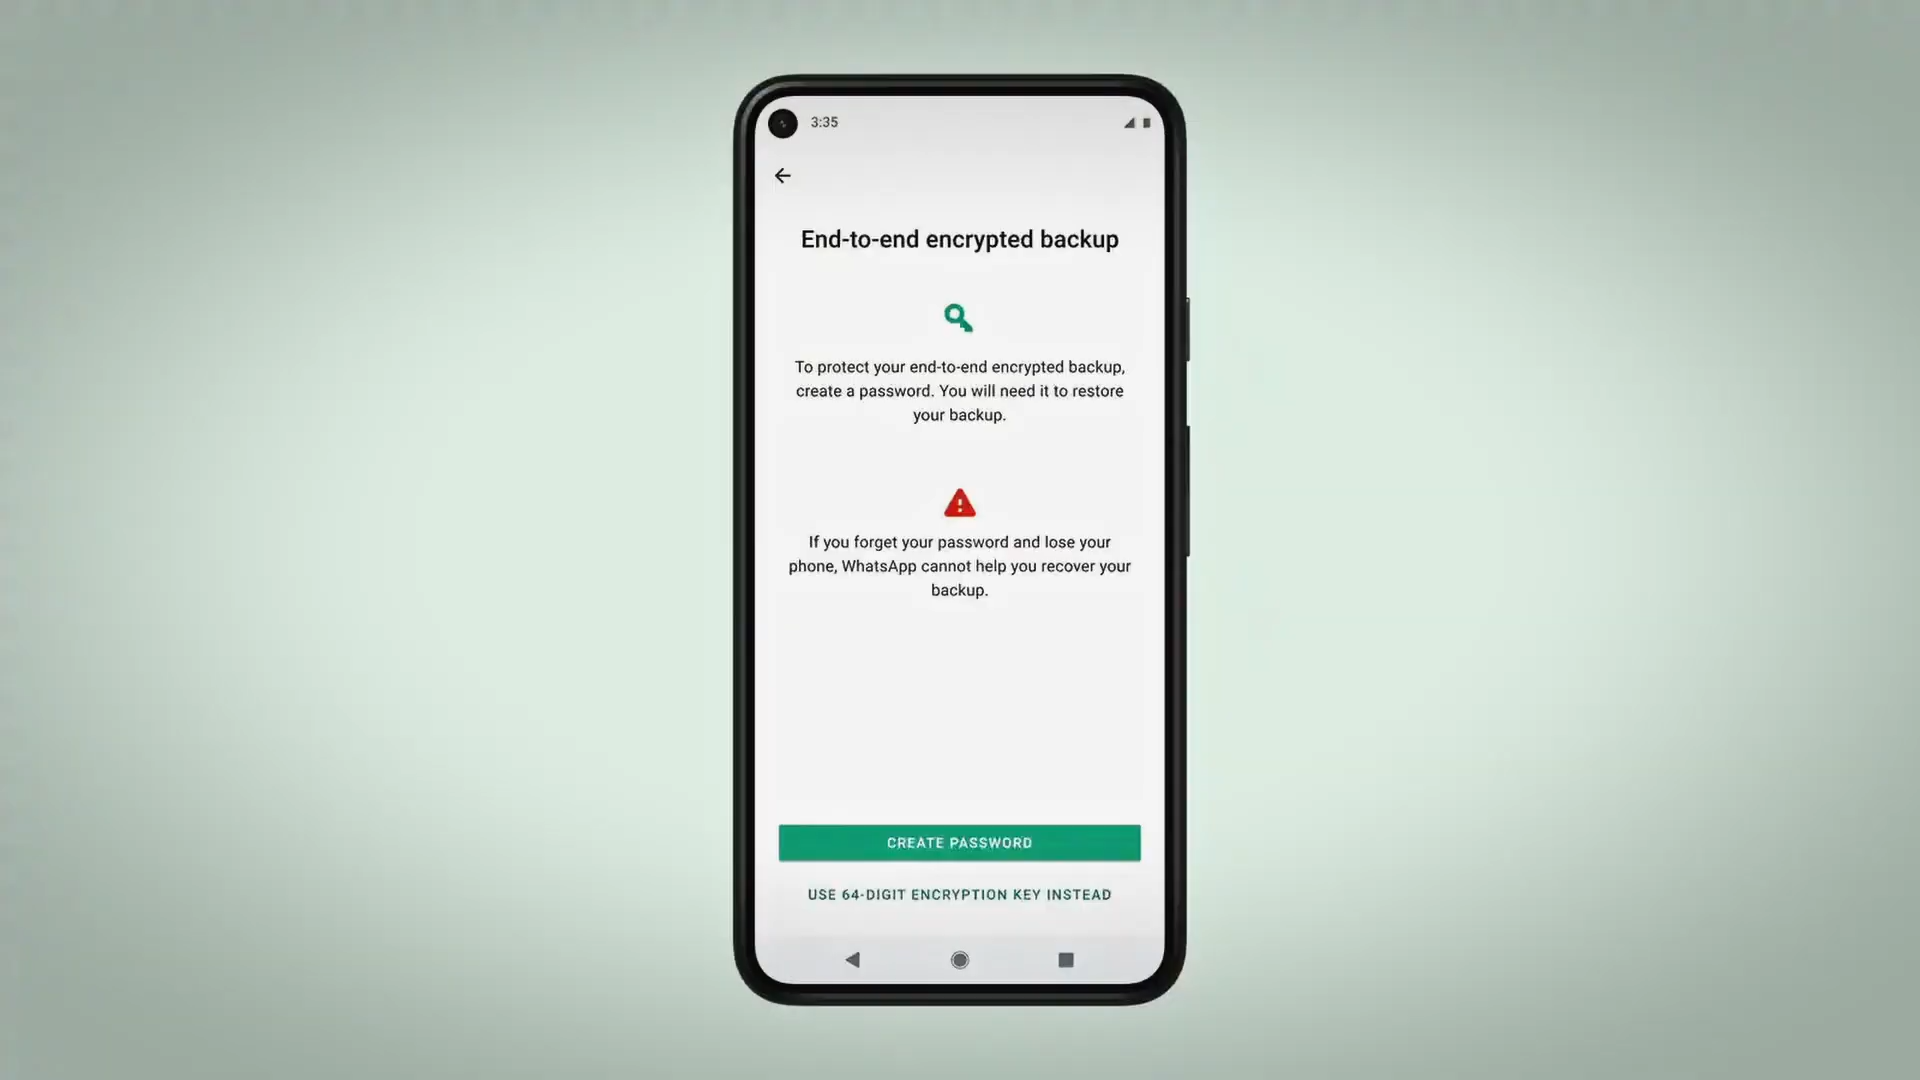 3:35
End-to-end encrypted backup
To protect your end-to-end encrypted backup,
create a password. You will need it to restore
your backup.
If you forget your password and lose your
phone, WhatsApp cannot help you recover your
backup.
CREATE PASSWORD
USE 64-DIGIT ENCRYPTION KEY INSTEAD